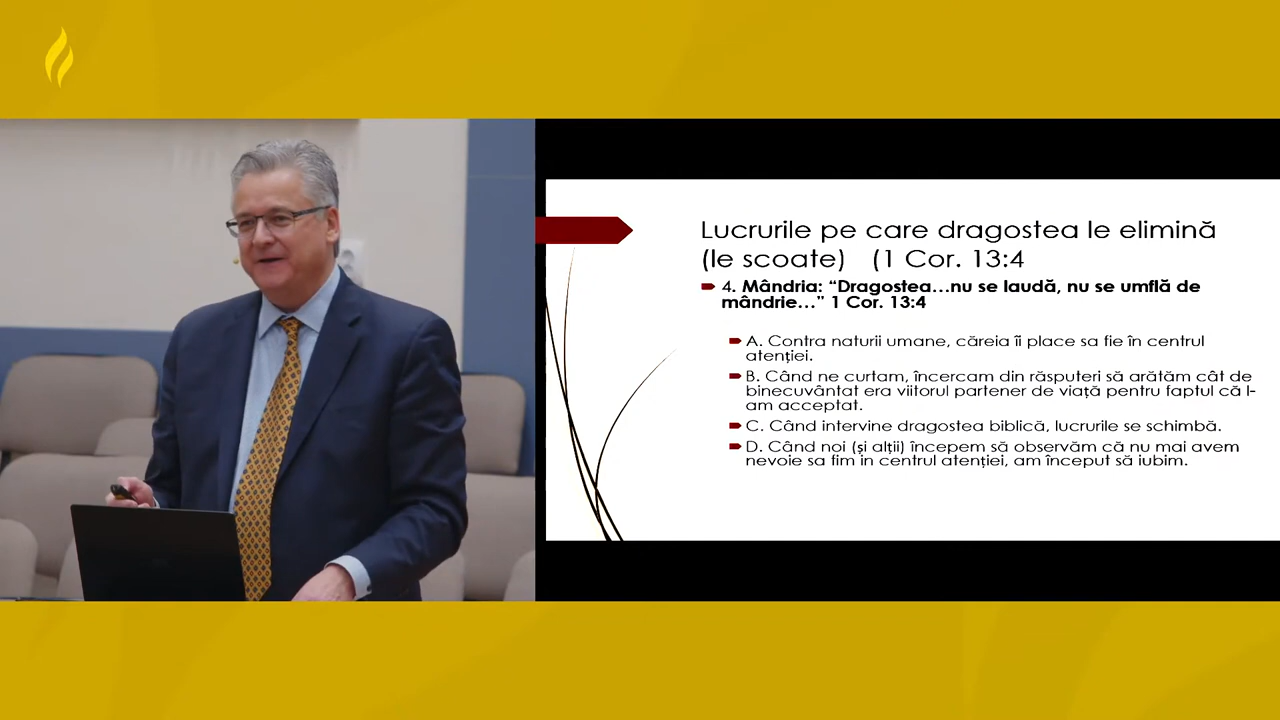 Lucrurile pe care dragostea le elimină
(le scoate) (1 Cor. 13:4
4. Mândria: “Dragostea...nu se laudă, nu se umflă de
mândrie...” 1 Cor. 13:4
A. Contra naturii umane, căreia îi place sa fie în centrul
atenției.
B. Când ne curtam, încercam din răsputeri să arătăm cât de
binecuvântat era viitorul partener de viață pentru faptul că l-
am acceptat.
C. Când intervine dragostea biblică, lucrurile se schimbă.
D. Când noi (și alții) începem să observăm că nu mai avem
nevoie sa fim in centrul atenției, am început să iubim.